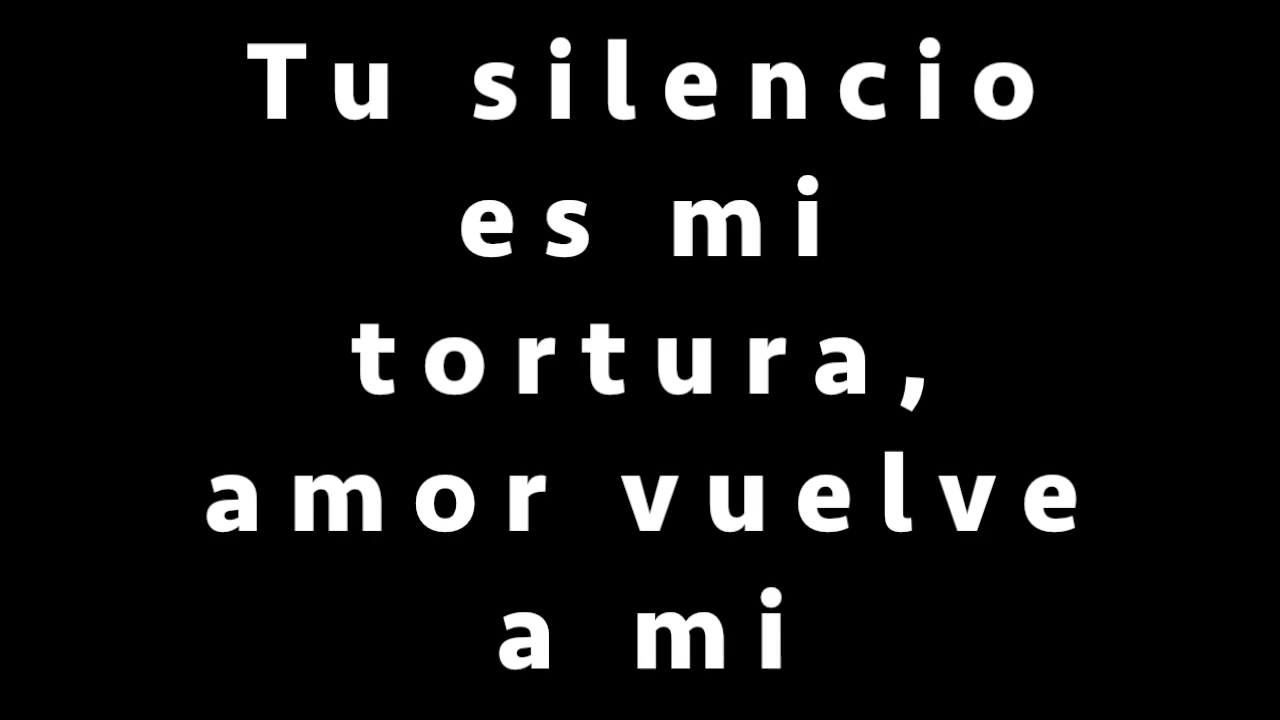 Tu silencio
es mi
tortura,
amor vuelve
a mi